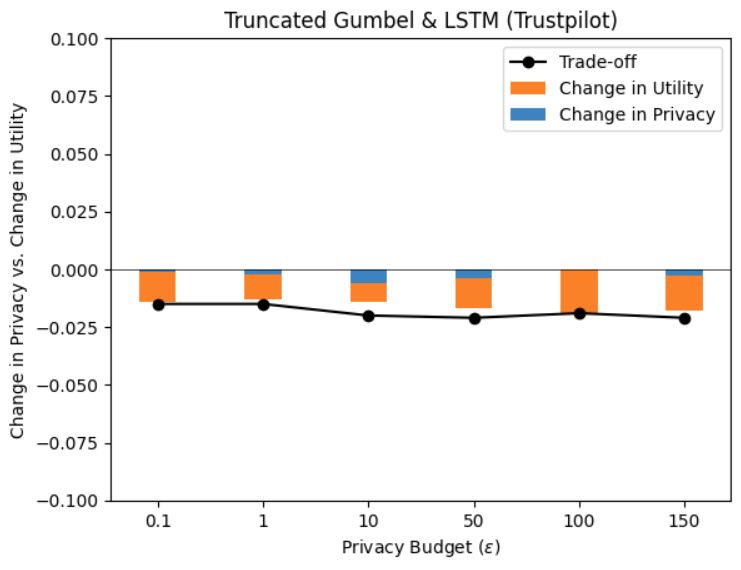 Truncated Gumbel & LSTM (Trustpilot)
Change in Privacy vs. Change in Utility
0.100
0.075
0.050
0.025
0.000
−0.025
−0.050
−0.075
−0.100
Trade-off
Change in Utility
Change in Privacy
0.1 1 10 50 100 150
Privacy Budget (ε)